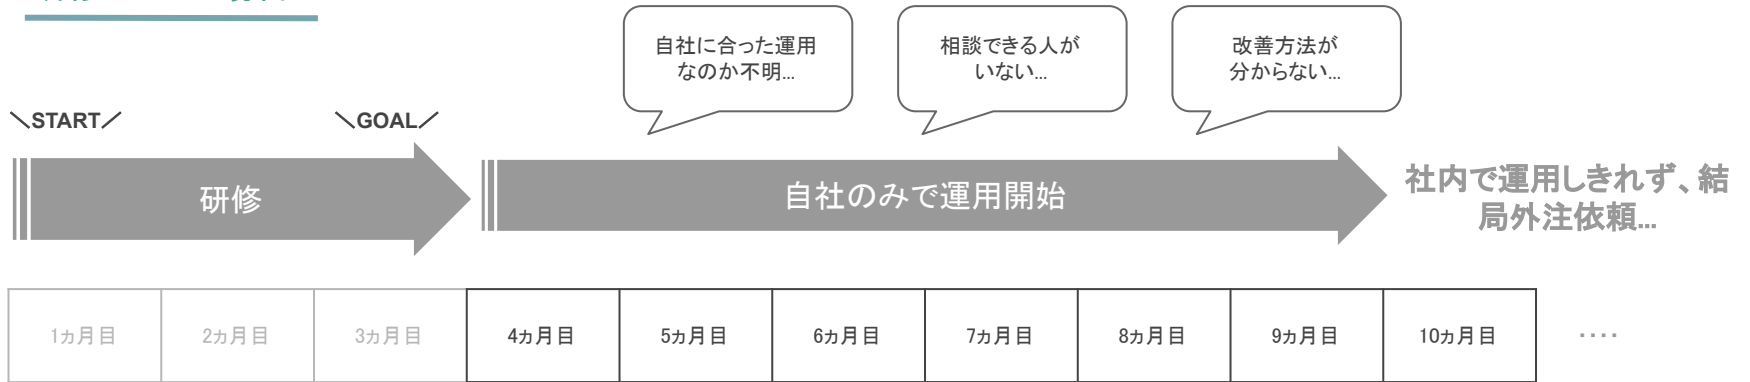 自社に合った運用
なのか不明...
相談できる人が
いない...
改善方法が
分からない...
＼START／
＼GOAL／
研修
自社のみで運用開始
社内で運用しきれず、結
局外注依頼...
1ヵ月目
2ヵ月目
3ヵ月目
4ヵ月目
5ヵ月目
6ヵ月目
7ヵ月目
8ヵ月目
9ヵ月目
10ヵ月目
‥‥